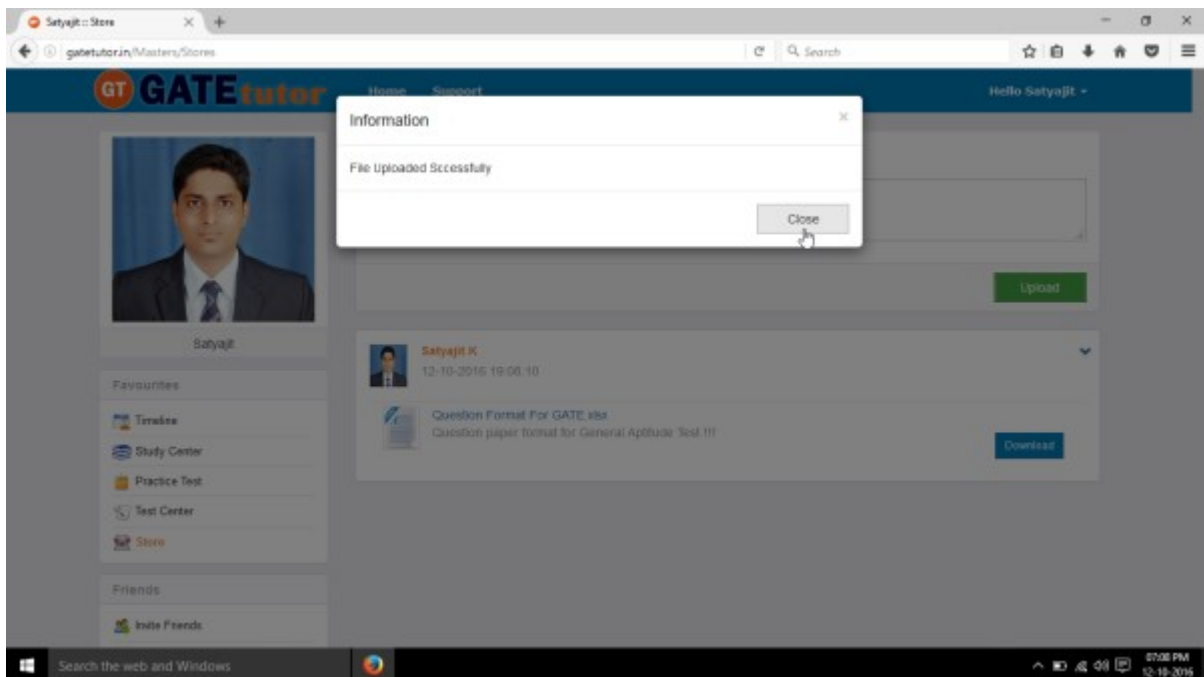 Satyajit :: Store
gatetutor.in/Masters/Stores
Search
GT GATEtutor
Home Support
Hello Satyajit
Information
File Uploaded Sccessfully
Close
Upload
Satyajit
Satyajit K
12-10-2016 19:08:10
Favourites
Question Format For GATE.xlsx
Question paper format for General Aptitude Test !!!
Download
Timeline
Study Center
Practice Test
Test Center
Store
Friends
Invite Friends
Search the web and Windows
07:08 PM
12-10-2016